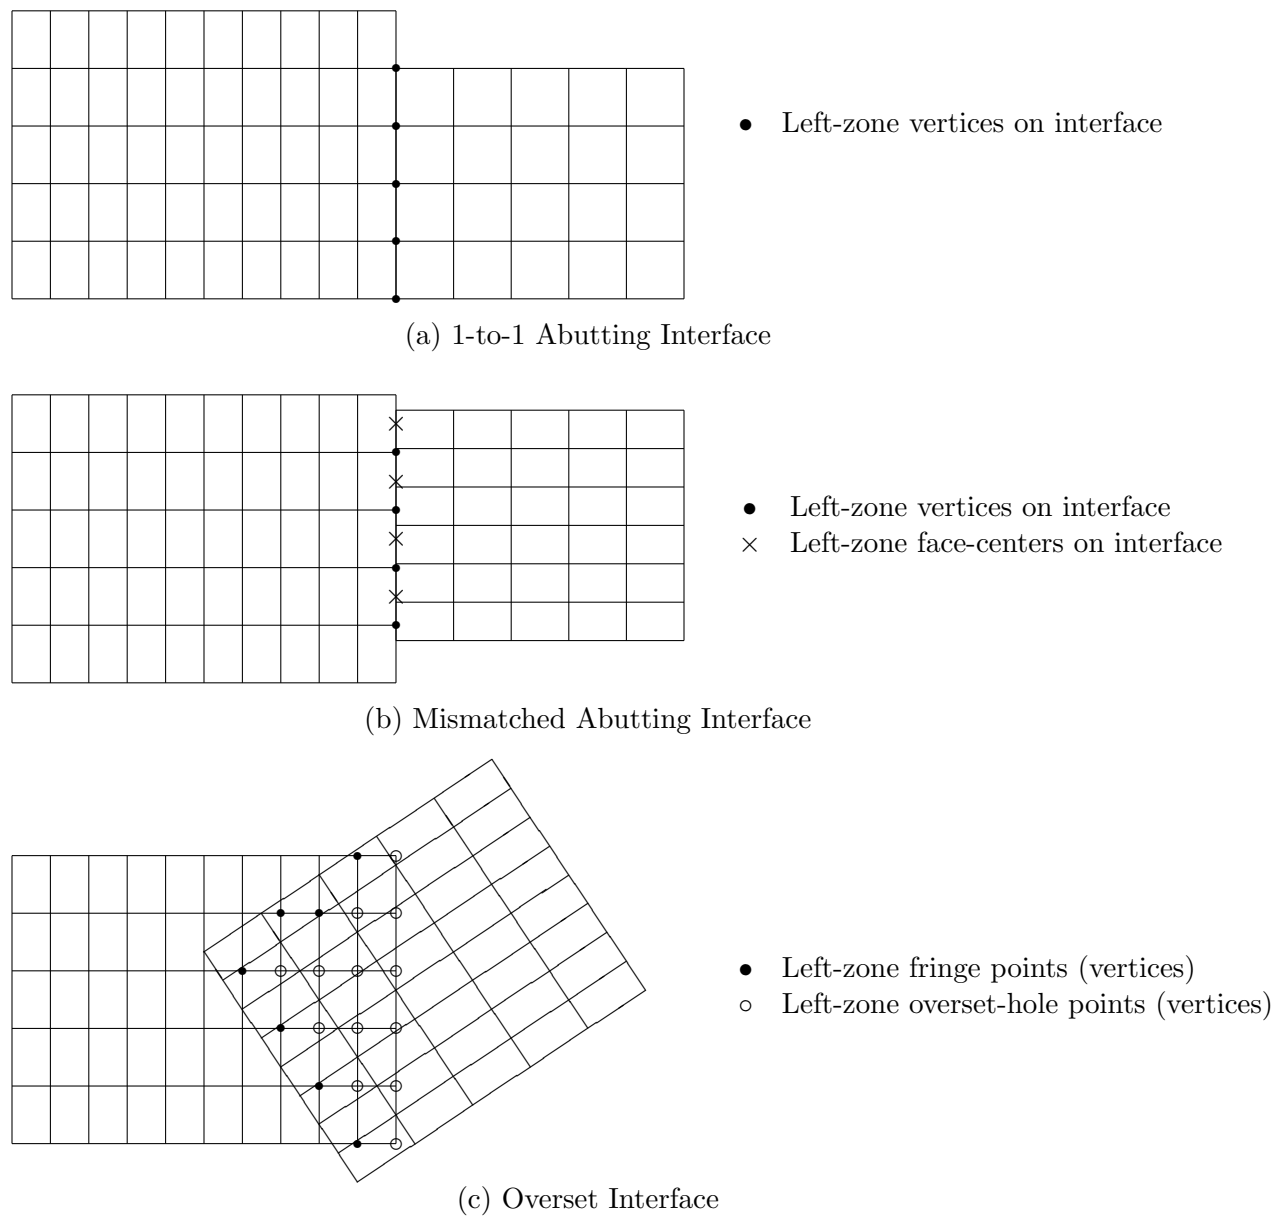 Left-zone vertices on interface
(a) 1-to-1 Abutting Interface
Left-zone vertices on interface
Left-zone face-centers on interface
(b) Mismatched Abutting Interface
Left-zone fringe points (vertices)
Left-zone overset-hole points (vertices)
(c) Overset Interface